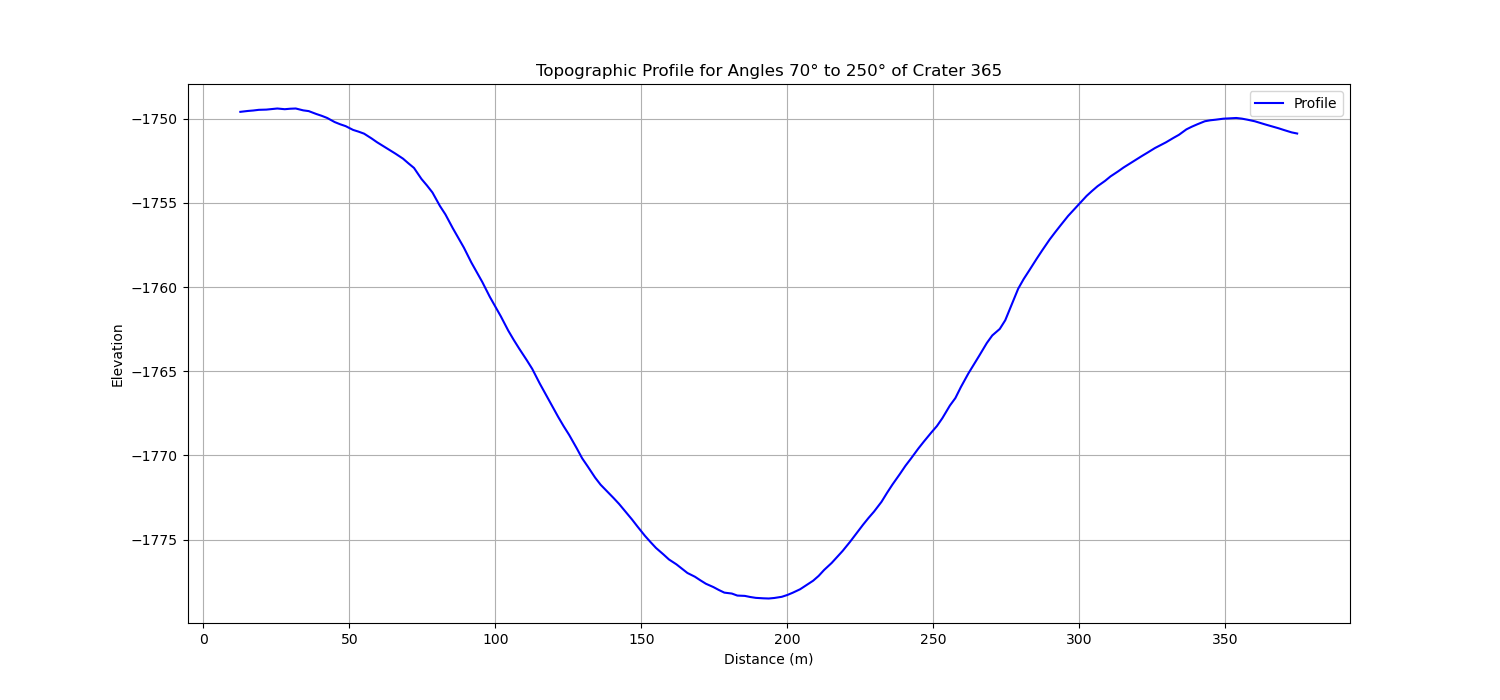 Topographic Profile for Angles 70° to 250° of Crater 365
Profile
−1750
−1755
−1760
−1765
−1770
−1775
Elevation
0 50 100 150 200 250 300 350
Distance (m)